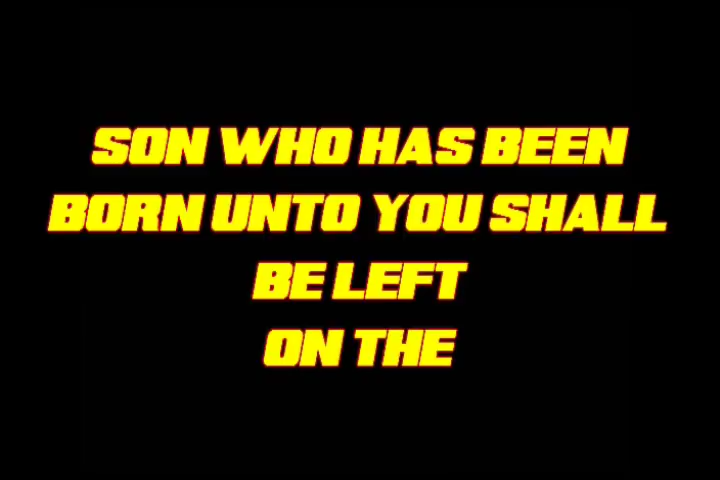 SON WHO HAS BEEN
BORN UNTO YOU SHALL
BE LEFT
ON THE